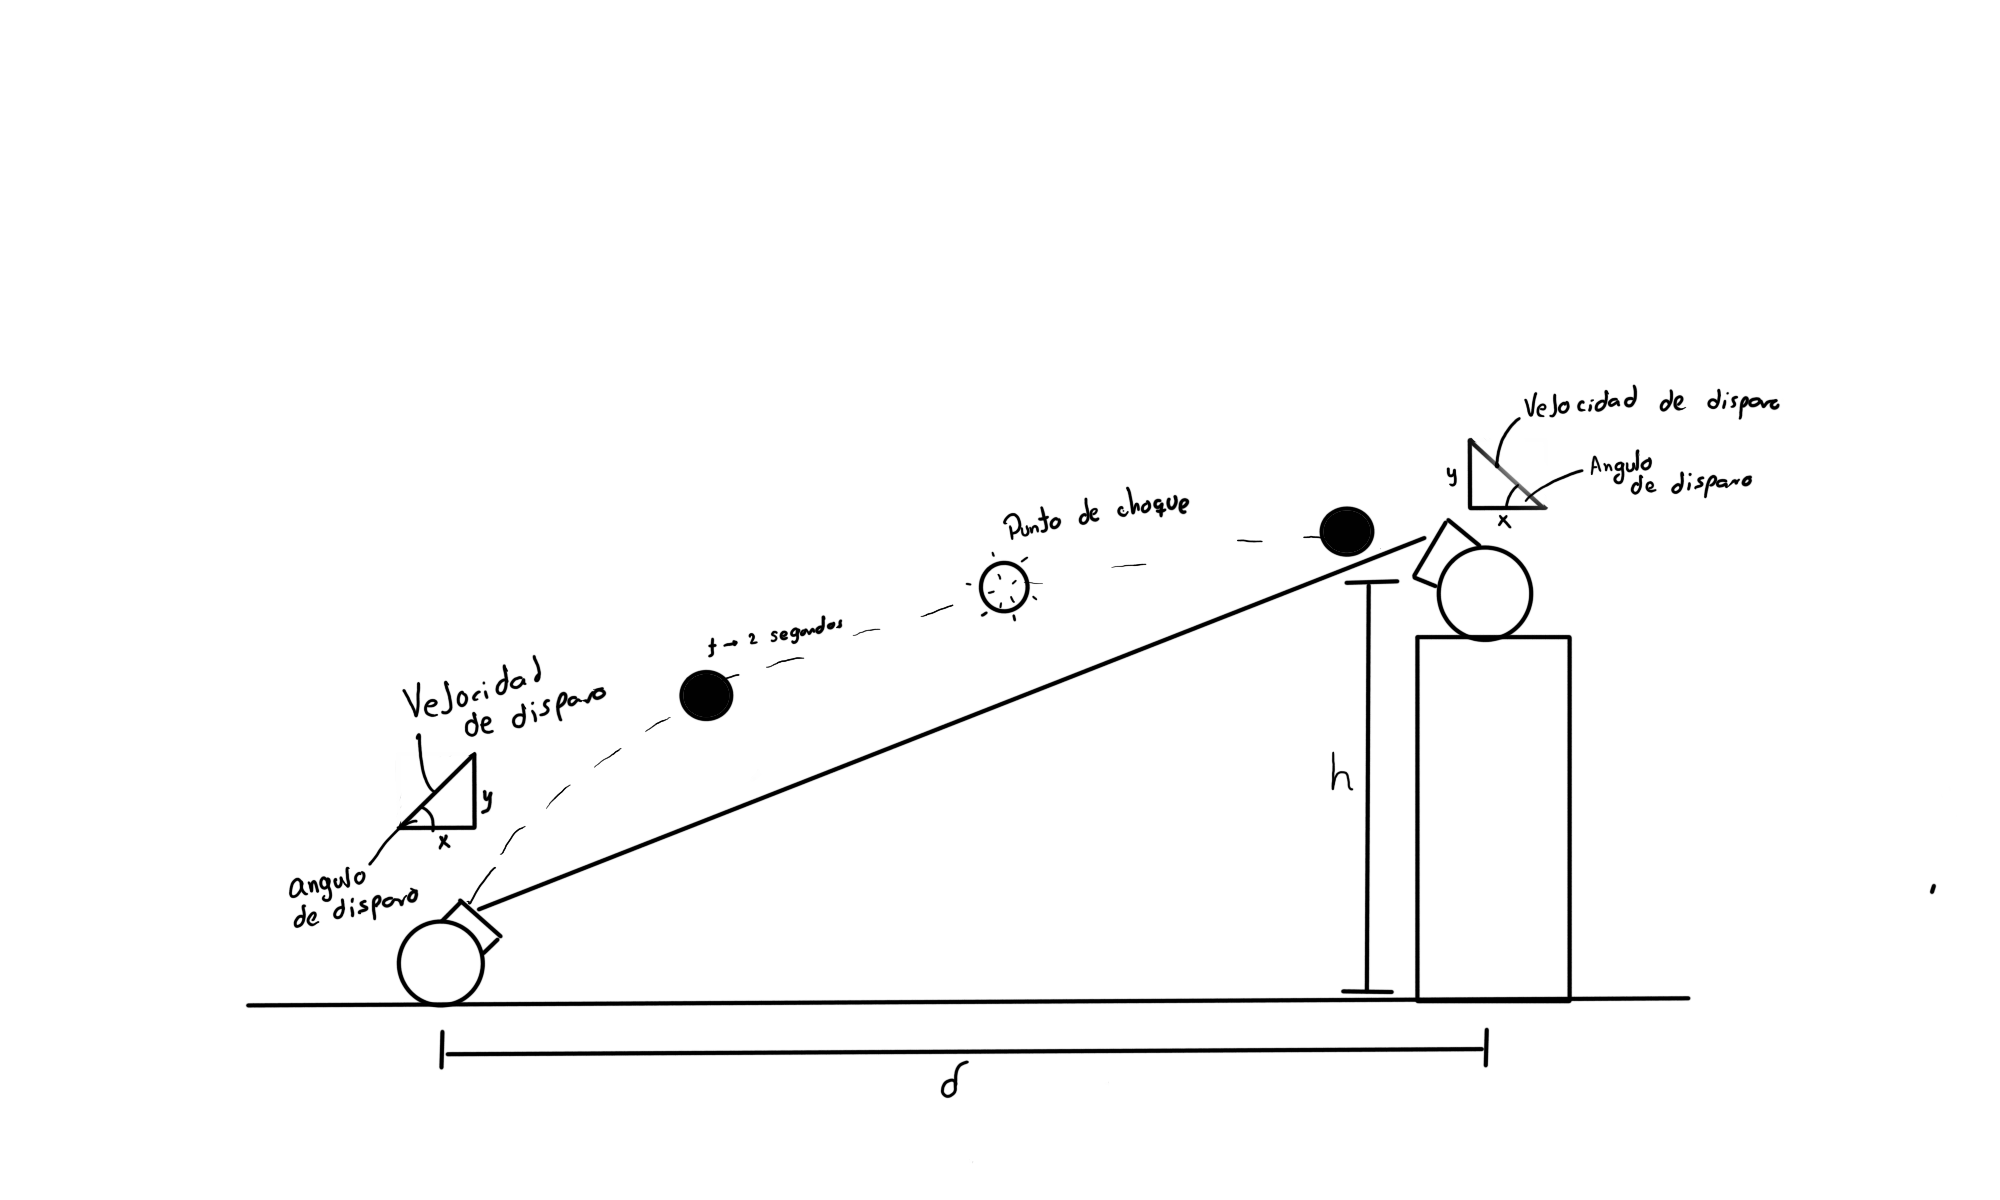 Velocidad de disparo
y
Angulo
de disparo
x
Punto de choque
t → 2 segundos
Velocidad
de disparo
h
y
x
angulo
de disparo
d